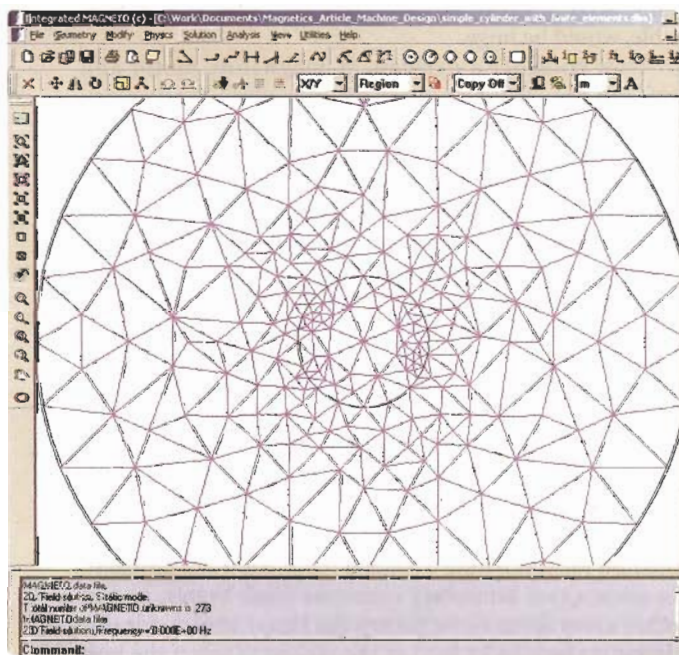 Integrated MAGNETO (c) - [C:\Work\Documents\Magnetics_Article_Machine_Design\simple_cylinder_with_finite_elements.dbs]
File Geometry Modify Physics Solution Analysis View Utilities Help
X/Y Region Copy Off m A
MAGNETO data file,
2D Field solution, Static mode.
Total number of MAGNETO unknowns is 273
MAGNETO data file
2D Field solution, Frequency = 0.000E+00 Hz
Command: